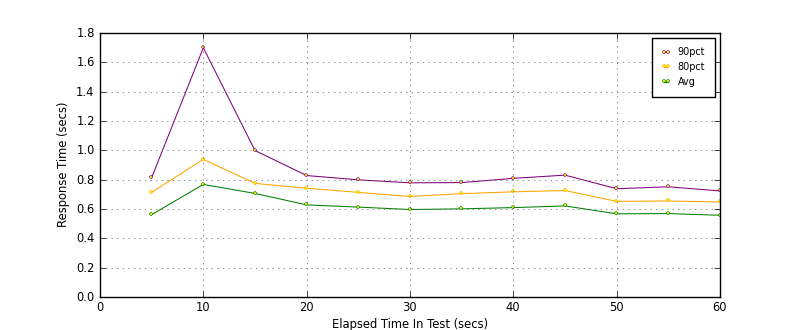 1.8
1.6
1.4
1.2
1.0
0.8
0.6
0.4
0.2
0.0
Response Time (secs)
90pct
80pct
Avg
0 10 20 30 40 50 60
Elapsed Time In Test (secs)